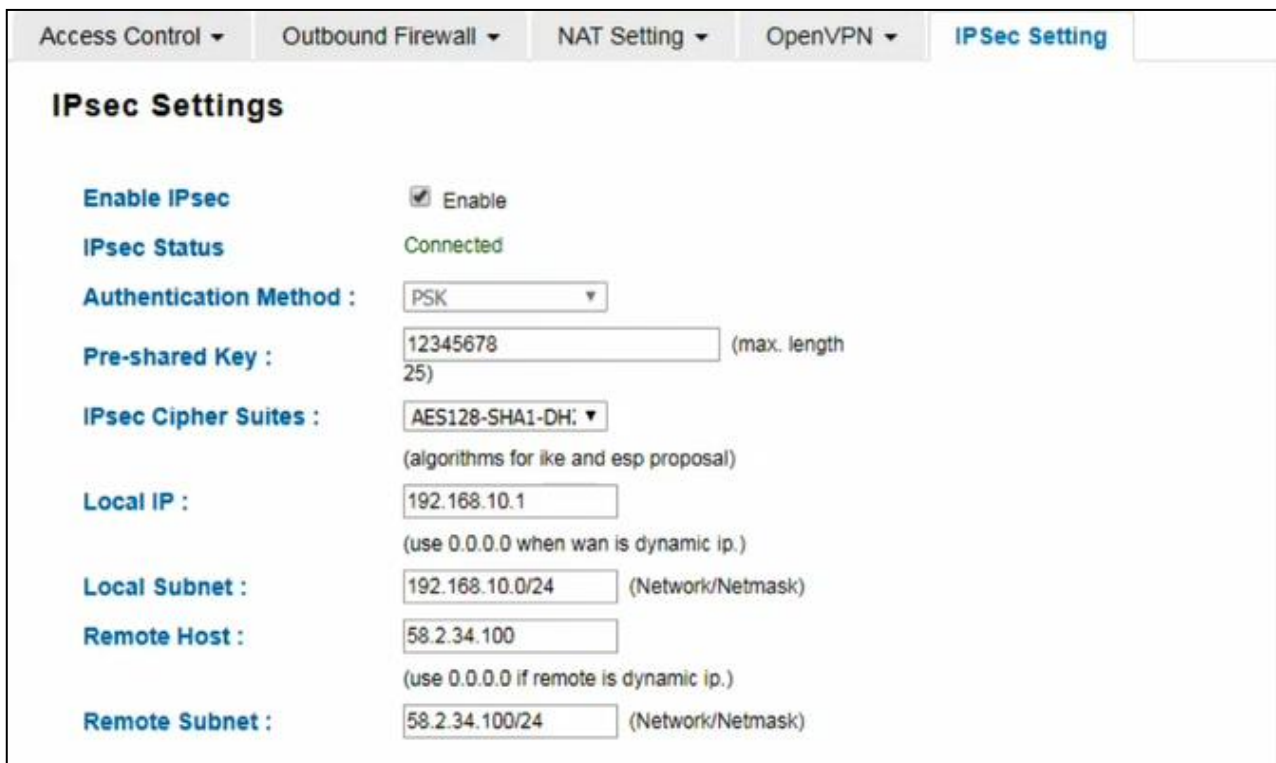 Access Control Outbound Firewall NAT Setting OpenVPN IPSec Setting
IPsec Settings
Enable IPsec Enable
IPsec Status Connected
Authentication Method : PSK
Pre-shared Key : 12345678 (max. length
25)
IPsec Cipher Suites : AES128-SHA1-DH
(algorithms for ike and esp proposal)
Local IP : 192.168.10.1
(use 0.0.0.0 when wan is dynamic ip.)
Local Subnet : 192.168.10.0/24 (Network/Netmask)
Remote Host : 58.2.34.100
(use 0.0.0.0 if remote is dynamic ip.)
Remote Subnet : 58.2.34.100/24 (Network/Netmask)